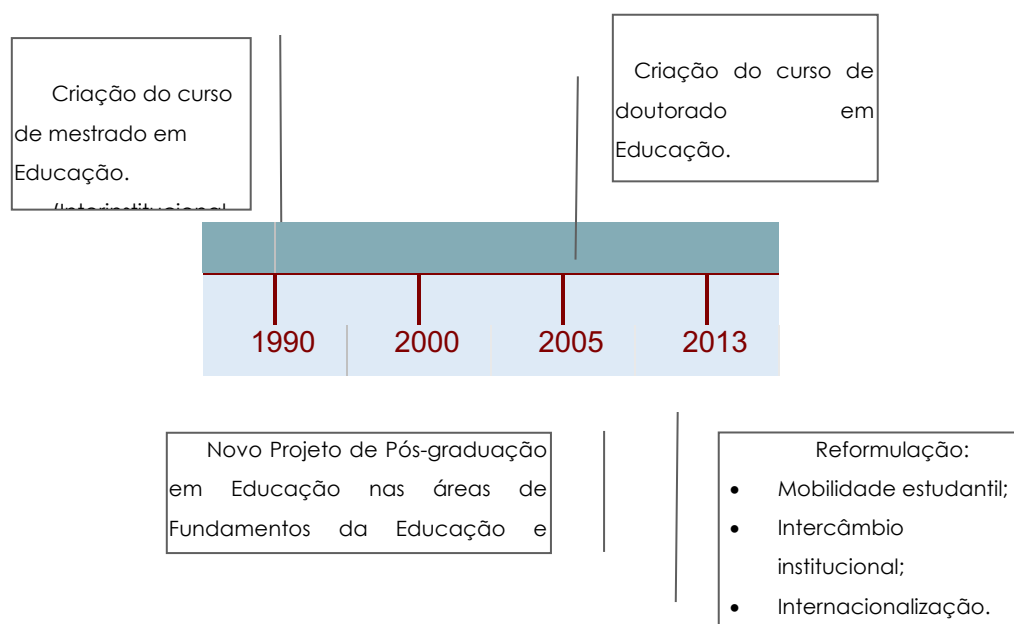 Criação do curso
de mestrado em
Educação.
Criação do curso de
doutorado em
Educação.
1990 2000 2005 2013
Novo Projeto de Pós-graduação
em Educação nas áreas de
Fundamentos da Educação e
Reformulação:
• Mobilidade estudantil;
• Intercâmbio
institucional;
• Internacionalização.